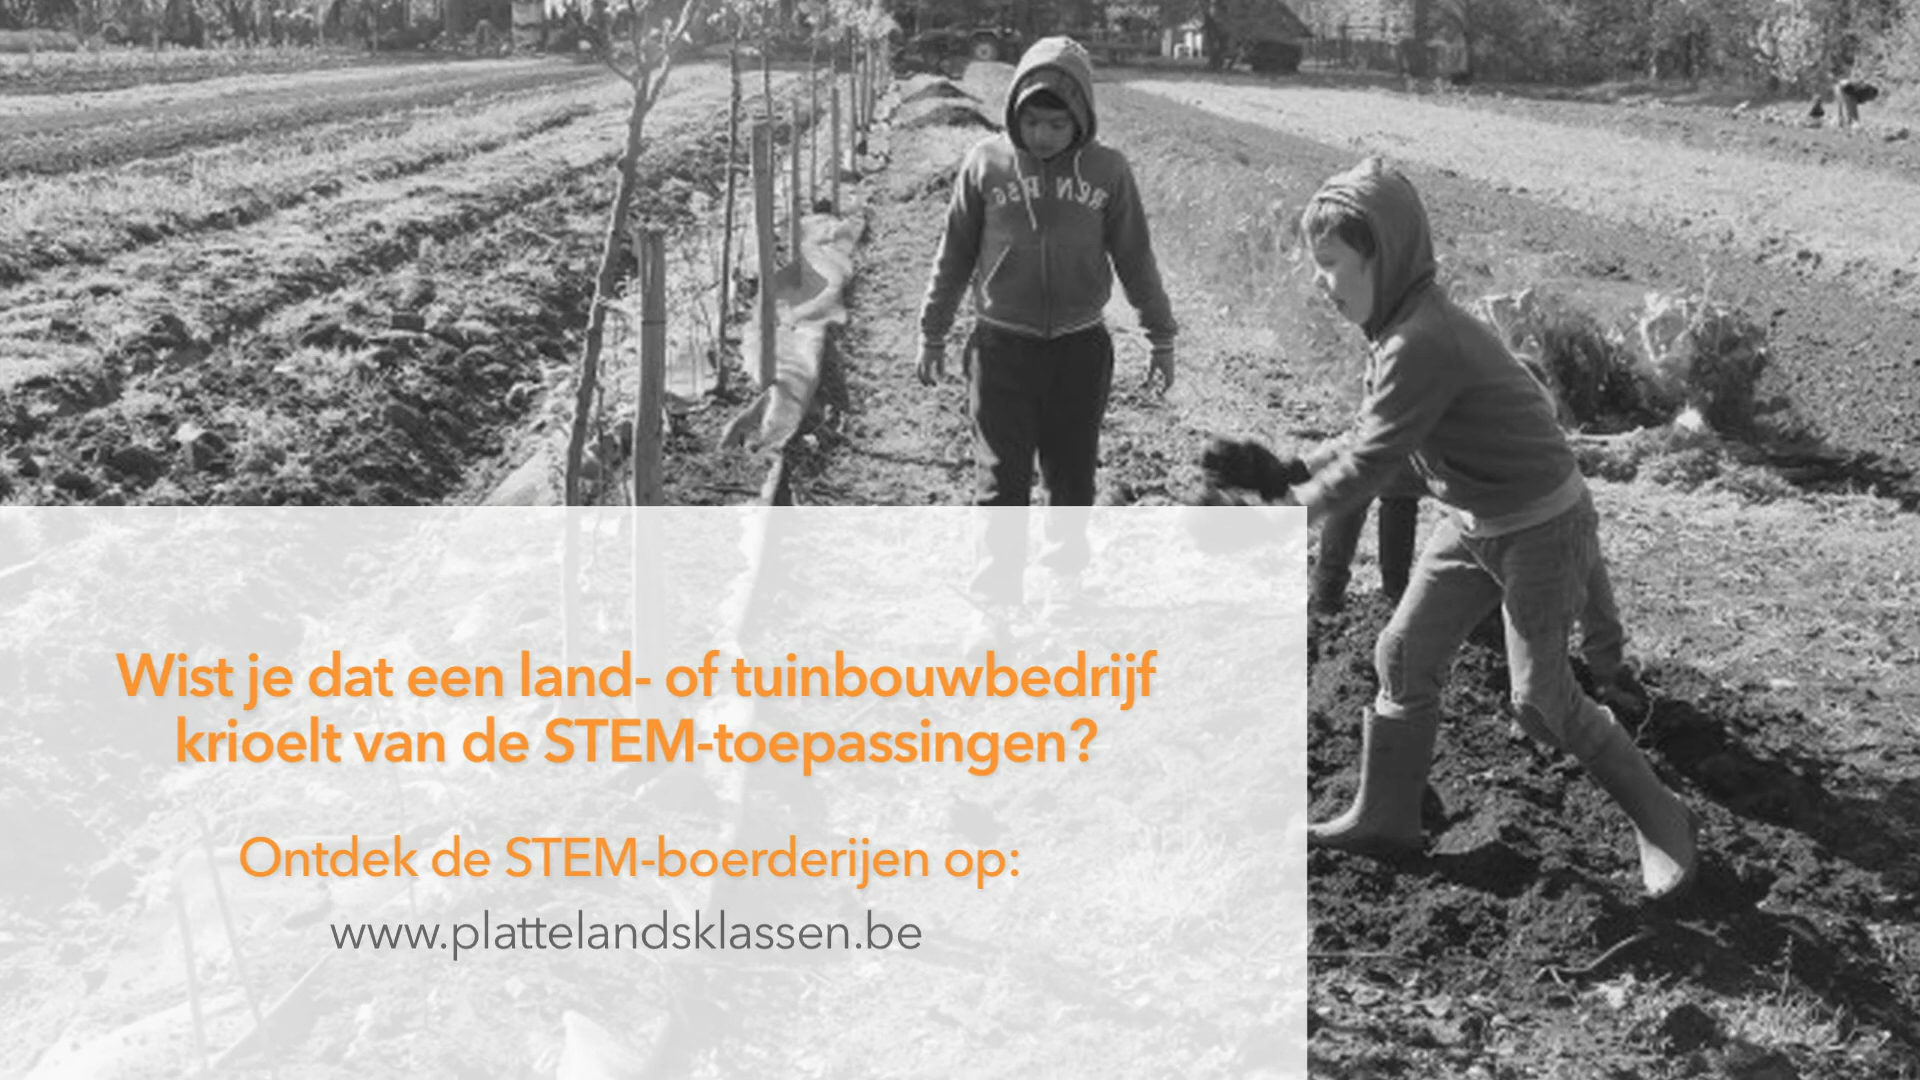 Wist je dat een land- of tuinbouwbedrijf
krioelt van de STEM-toepassingen?
Ontdek de STEM-boerderijen op:
www.plattelandsklassen.be